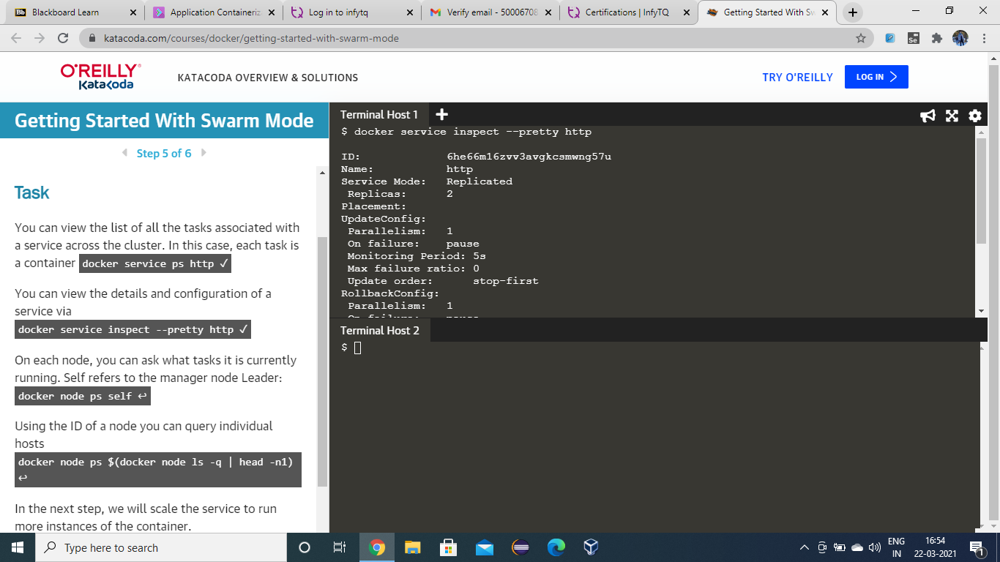 Blackboard Learn
Application Containeriz
Log in to infytq
Verify email - 50006708
Certifications | InfyTQ
Getting Started With Sw
katacoda.com/courses/docker/getting-started-with-swarm-mode
O'REILLY
Katacoda
KATACODA OVERVIEW & SOLUTIONS
TRY O'REILLY
LOG IN
Getting Started With Swarm Mode
Step 5 of 6
Task
You can view the list of all the tasks associated with
a service across the cluster. In this case, each task is
a container docker service ps http ✓
You can view the details and configuration of a
service via
docker service inspect --pretty http ✓
On each node, you can ask what tasks it is currently
running. Self refers to the manager node Leader:
docker node ps self ↩
Using the ID of a node you can query individual
hosts
docker node ps $(docker node ls -q | head -n1)
↩
In the next step, we will scale the service to run
more instances of the container.
Terminal Host 1
$ docker service inspect --pretty http
ID: 6he66m16zvv3avgkcsmwng57u
Name: http
Service Mode: Replicated
Replicas: 2
Placement:
UpdateConfig:
Parallelism: 1
On failure: pause
Monitoring Period: 5s
Max failure ratio: 0
Update order: stop-first
RollbackConfig:
Parallelism: 1
Terminal Host 2
$
Type here to search
ENG
IN
16:54
22-03-2021
1